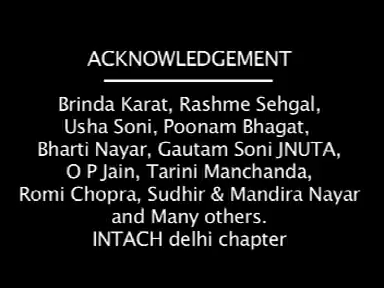 ACKNOWLEDGEMENT
Brinda Karat, Rashme Sehgal,
Usha Soni, Poonam Bhagat,
Bharti Nayar, Gautam Soni JNUTA,
O P Jain, Tarini Manchanda,
Romi Chopra, Sudhir & Mandira Nayar
and Many others.
INTACH delhi chapter